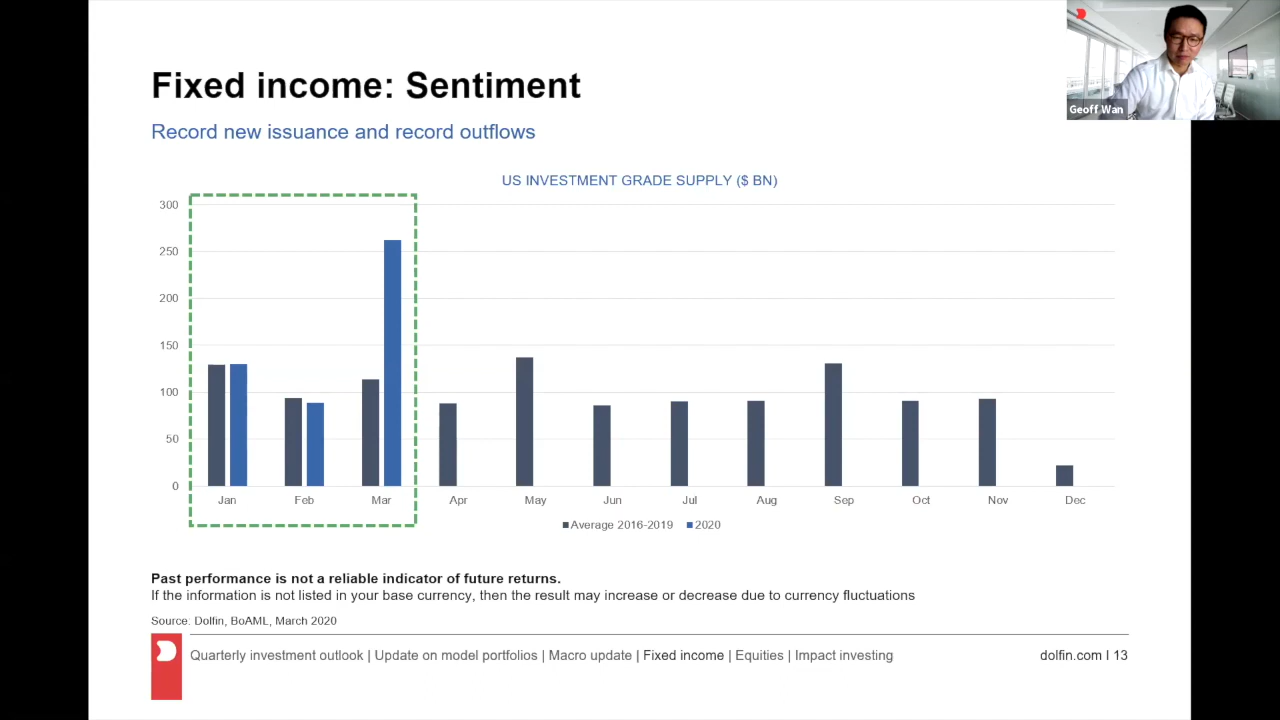 Fixed income: Sentiment
Geoff Wan
Record new issuance and record outflows
US INVESTMENT GRADE SUPPLY ($ BN)
300
250
200
150
100
50
0
Jan Feb Mar Apr May Jun Jul Aug Sep Oct Nov Dec
Average 2016-2019 2020
Past performance is not a reliable indicator of future returns.
If the information is not listed in your base currency, then the result may increase or decrease due to currency fluctuations
Source: Dolfin, BoAML, March 2020
Quarterly investment outlook | Update on model portfolios | Macro update | Fixed income | Equities | Impact investing dolfin.com I 13